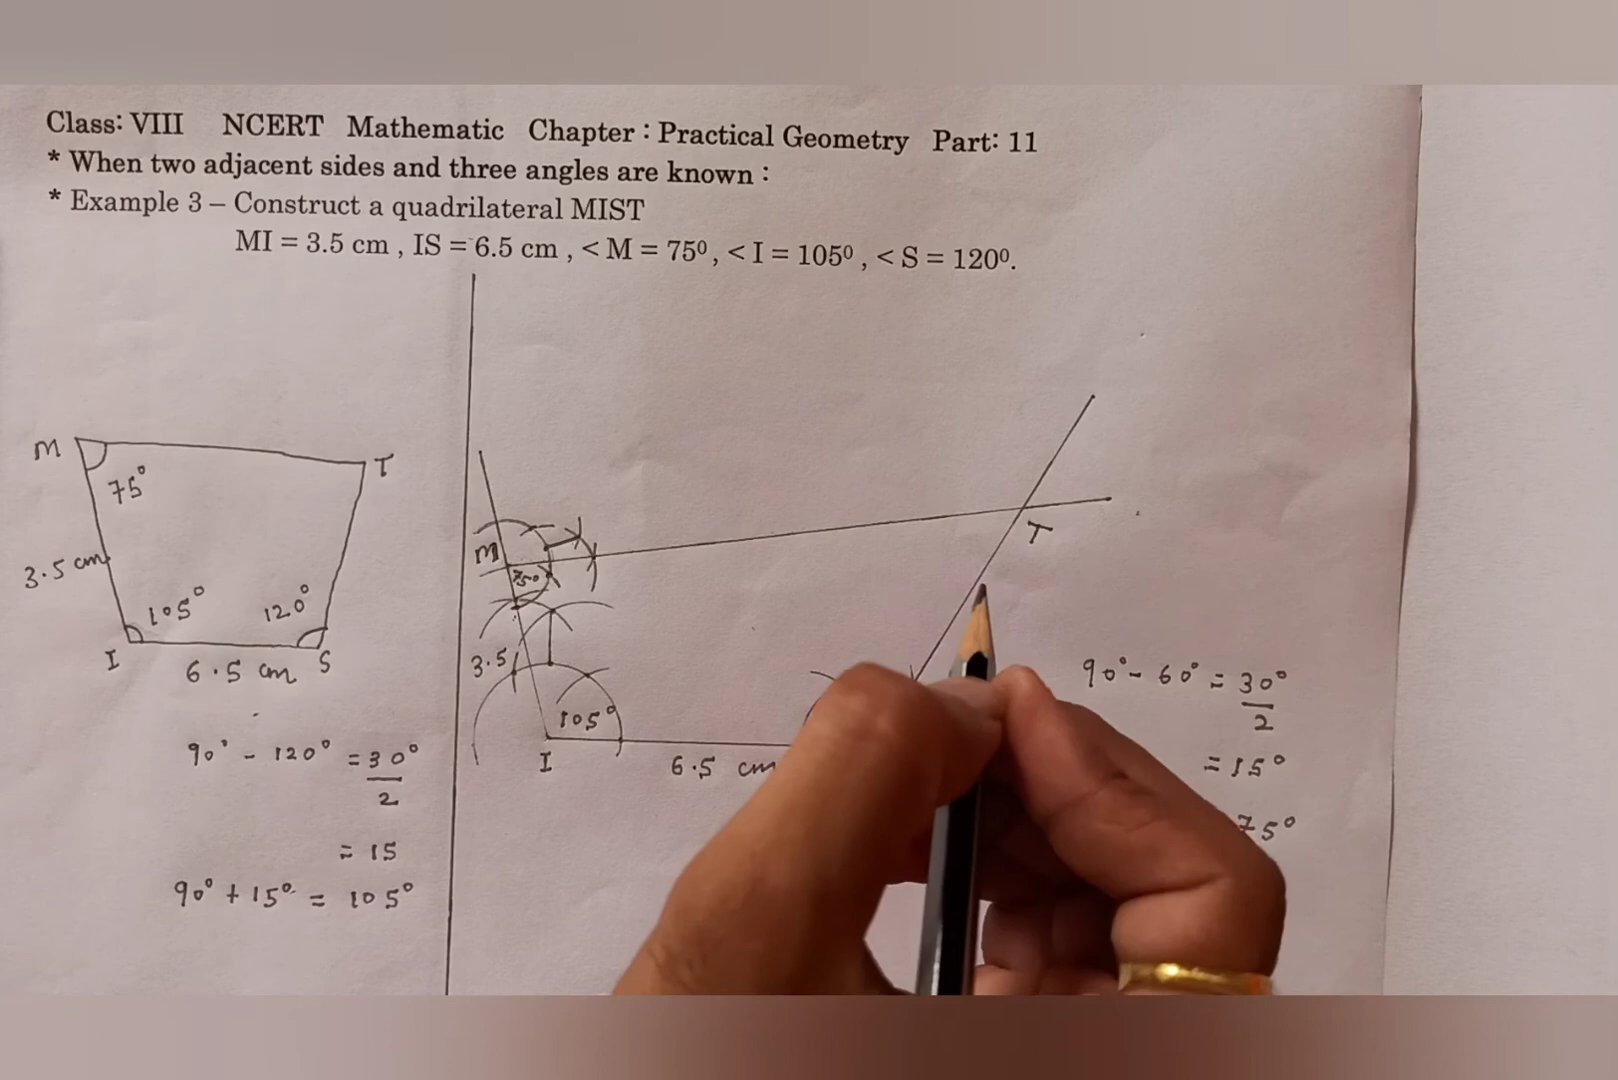 Class: VIII NCERT Mathematic Chapter : Practical Geometry Part: 11
* When two adjacent sides and three angles are known :
* Example 3 – Construct a quadrilateral MIST
MI = 3.5 cm , IS = 6.5 cm , < M = 75⁰ , < I = 105⁰ , < S = 120⁰.
M
T
75°
3.5 cm
105°
120°
I
6.5 cm
S
90° - 120° = 30°
2
= 15
90° + 15° = 105°
M
T
75°
3.5
105°
I
6.5 cm
90° - 60° = 30°
2
= 15°
75°